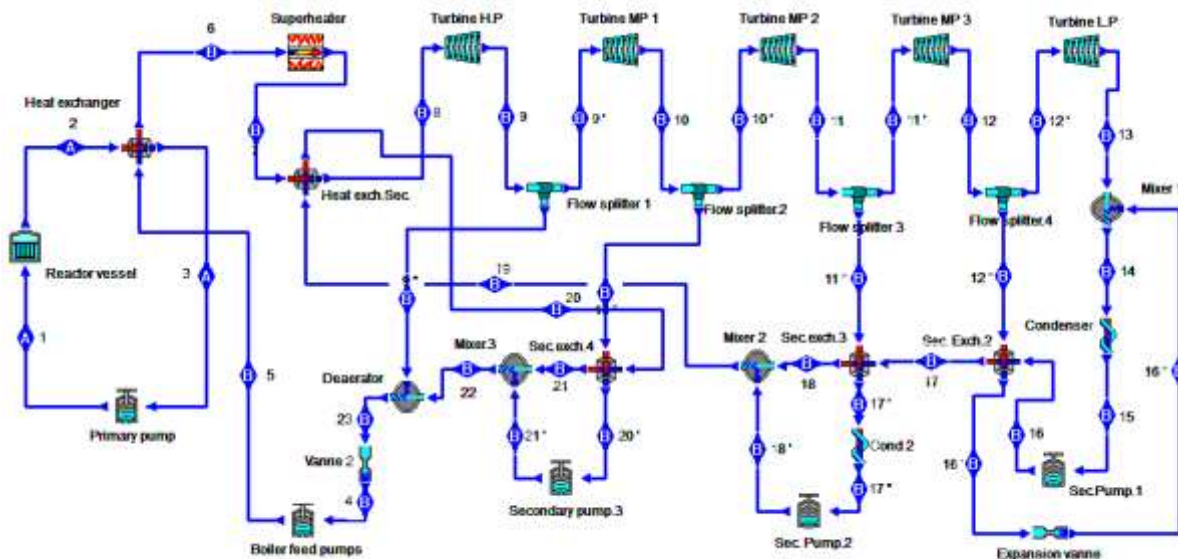 6
Superheater
Turbine H.P
Turbine MP 1
Turbine MP 2
Turbine MP 3
Turbine L.P
Heat exchanger
2
A
B
8
9
9"
10
10"
11
11"
12
12"
13
Heat exch.Sec.
Flow splitter 1
Flow splitter.2
Flow splitter 3
Flow splitter.4
Mixer 1
Reactor vessel
3
1
5
19
20
11"
12"
14
Condenser
Mixer.3
Sec.exch.4
Mixer 2
Sec.exch.3
Sec. Exch.2
Deaerator
22
21
18
17
16"
23
21"
20"
18"
17"
Cond.2
16
15
Primary pump
Vanne 2
4
17"
16'
Secondary pump.3
Sec. Pump.2
Sec.Pump.1
Boiler feed pumps
Expansion vanne